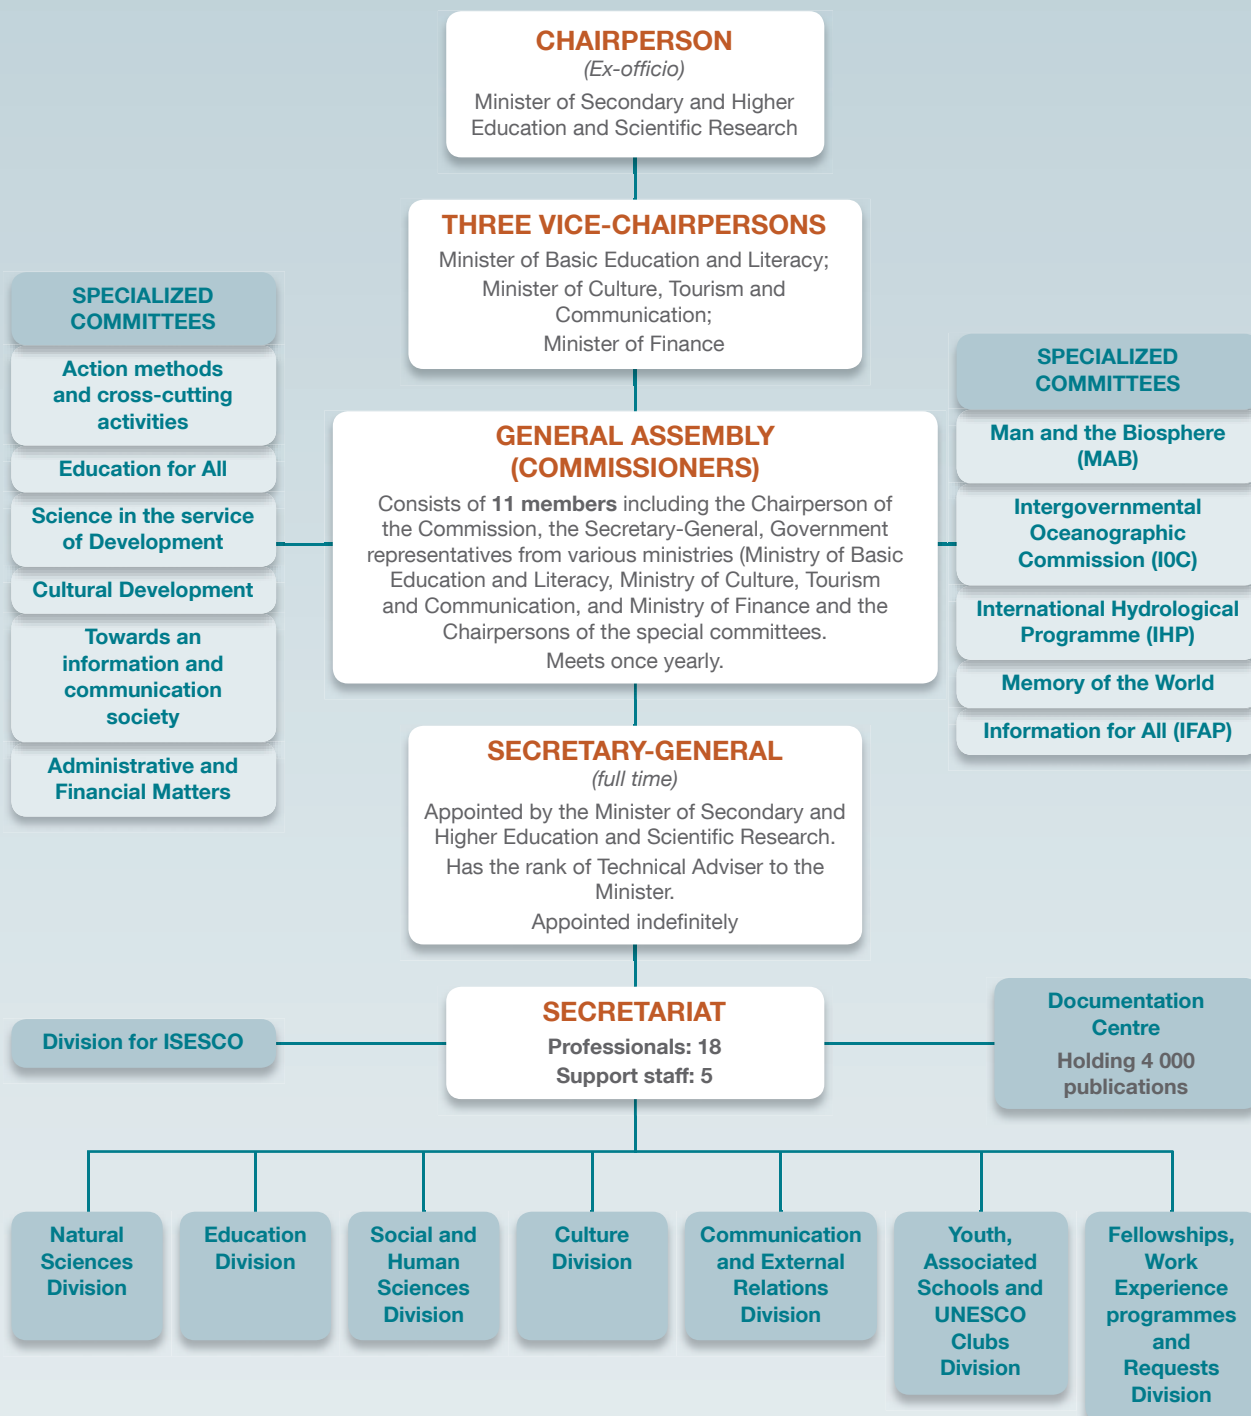 CHAIRPERSON
(Ex-officio)
Minister of Secondary and Higher
Education and Scientific Research
THREE VICE-CHAIRPERSONS
Minister of Basic Education and Literacy;
Minister of Culture, Tourism and
Communication;
Minister of Finance
SPECIALIZED
COMMITTEES
Action methods
and cross-cutting
activities
Education for All
Science in the service
of Development
Cultural Development
Towards an
information and
communication
society
Administrative and
Financial Matters
GENERAL ASSEMBLY
(COMMISSIONERS)
Consists of 11 members including the Chairperson of
the Commission, the Secretary-General, Government
representatives from various ministries (Ministry of Basic
Education and Literacy, Ministry of Culture, Tourism
and Communication, and Ministry of Finance and the
Chairpersons of the special committees.
Meets once yearly.
SPECIALIZED
COMMITTEES
Man and the Biosphere
(MAB)
Intergovernmental
Oceanographic
Commission (I0C)
International Hydrological
Programme (IHP)
Memory of the World
Information for All (IFAP)
SECRETARY-GENERAL
(full time)
Appointed by the Minister of Secondary and
Higher Education and Scientific Research.
Has the rank of Technical Adviser to the
Minister.
Appointed indefinitely
Division for ISESCO
SECRETARIAT
Professionals: 18
Support staff: 5
Documentation
Centre
Holding 4 000
publications
Natural
Sciences
Division
Education
Division
Social and
Human
Sciences
Division
Culture
Division
Communication
and External
Relations
Division
Youth,
Associated
Schools and
UNESCO
Clubs
Division
Fellowships,
Work
Experience
programmes
and
Requests
Division